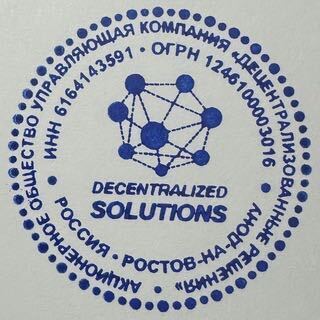 АКЦИОНЕРНОЕ ОБЩЕСТВО УПРАВЛЯЮЩАЯ КОМПАНИЯ «ДЕЦЕНТРАЛИЗОВАННЫЕ РЕШЕНИЯ»
• ИНН 6164143591 • ОГРН 1246100003016 •
РОССИЯ • РОСТОВ-НА-ДОНУ
DECENTRALIZED
SOLUTIONS